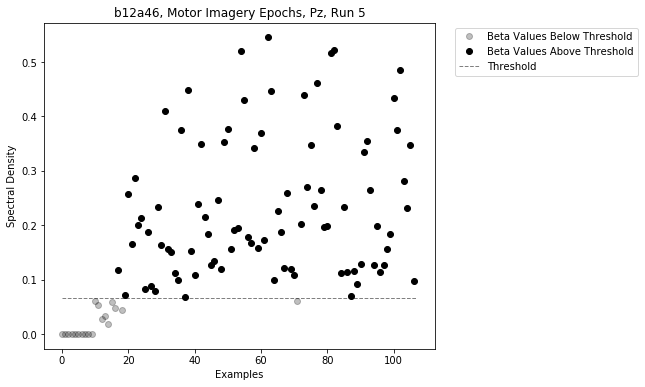 b12a46, Motor Imagery Epochs, Pz, Run 5
Beta Values Below Threshold
Beta Values Above Threshold
Threshold
Spectral Density
0.5
0.4
0.3
0.2
0.1
0.0
0
20
40
60
80
100
Examples